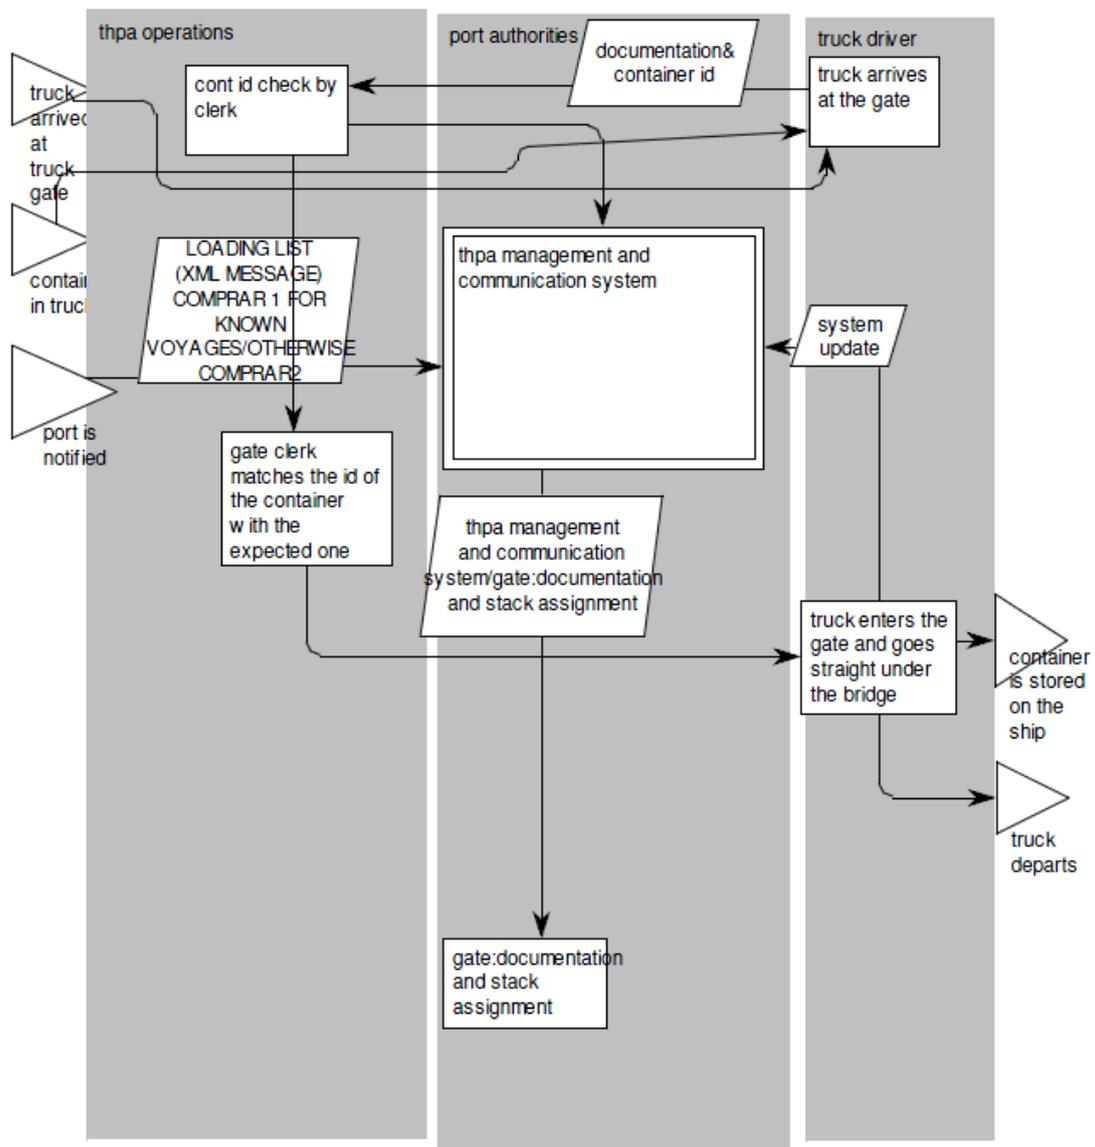 thpa operations
port authorities
truck driver
documentation&
container id
truck arrives
at the gate
cont id check by
clerk
truck
arrived
at
truck
gate
contai
in truc
port is
notified
LOADING LIST
(XML MESSAGE)
COMPRAR 1 FOR
KNOWN
VOYAGES/OTHERWISE
COMPRAR2
thpa management and
communication system
system
update
gate clerk
matches the id of
the container
with the
expected one
thpa management
and communication
system/gate:documentation
and stack assignment
truck enters the
gate and goes
straight under
the bridge
container
is stored
on the
ship
truck
departs
gate:documentation
and stack
assignment